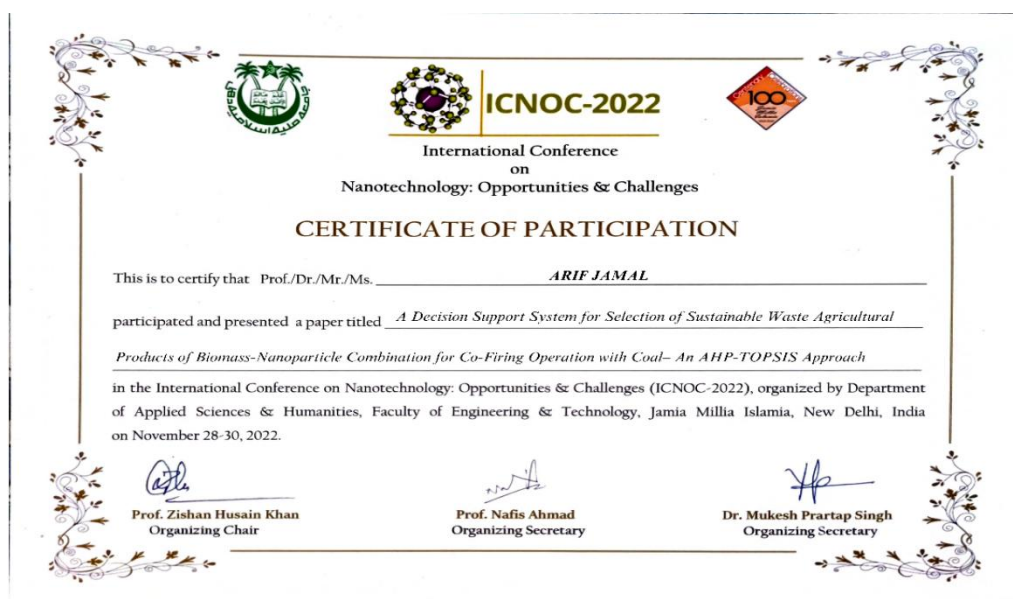 ICNOC-2022
100
International Conference
on
Nanotechnology: Opportunities & Challenges
CERTIFICATE OF PARTICIPATION
This is to certify that Prof./Dr./Mr./Ms. ARIF JAMAL
participated and presented a paper titled A Decision Support System for Selection of Sustainable Waste Agricultural
Products of Biomass-Nanoparticle Combination for Co-Firing Operation with Coal– An AHP-TOPSIS Approach
in the International Conference on Nanotechnology: Opportunities & Challenges (ICNOC-2022), organized by Department
of Applied Sciences & Humanities, Faculty of Engineering & Technology, Jamia Millia Islamia, New Delhi, India
on November 28-30, 2022.
Prof. Zishan Husain Khan
Organizing Chair
Prof. Nafis Ahmad
Organizing Secretary
Dr. Mukesh Prartap Singh
Organizing Secretary